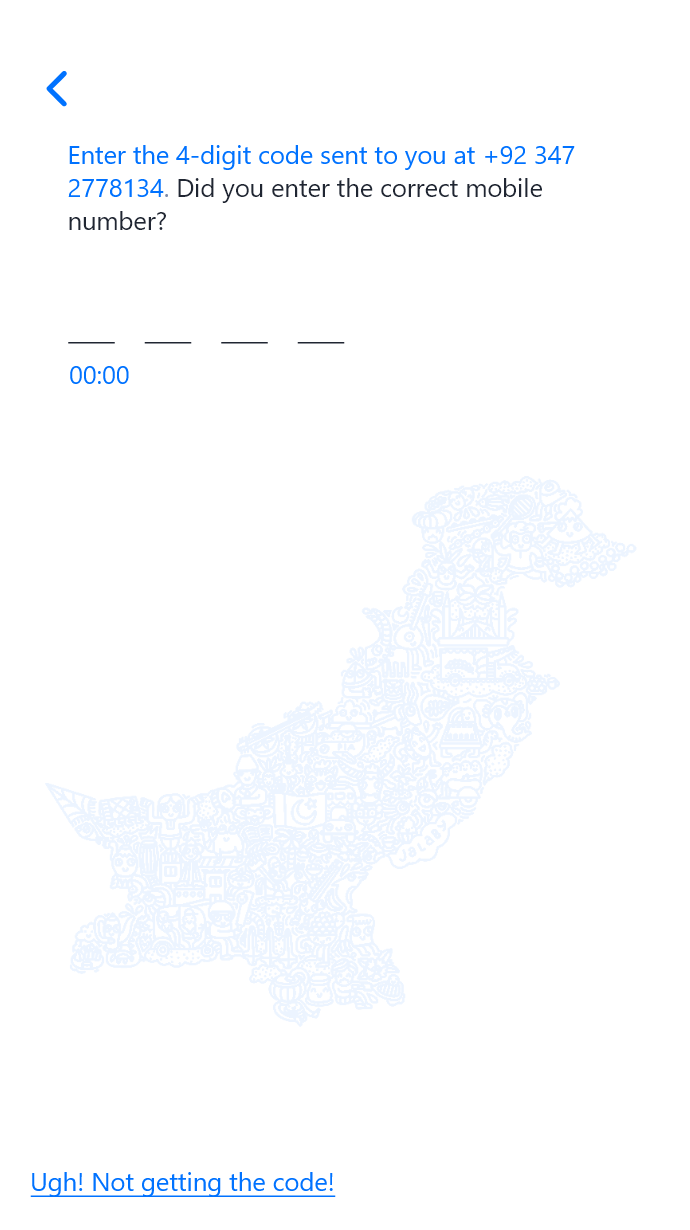 Enter the 4-digit code sent to you at +92 347
2778134. Did you enter the correct mobile
number?
00:00
Ugh! Not getting the code!